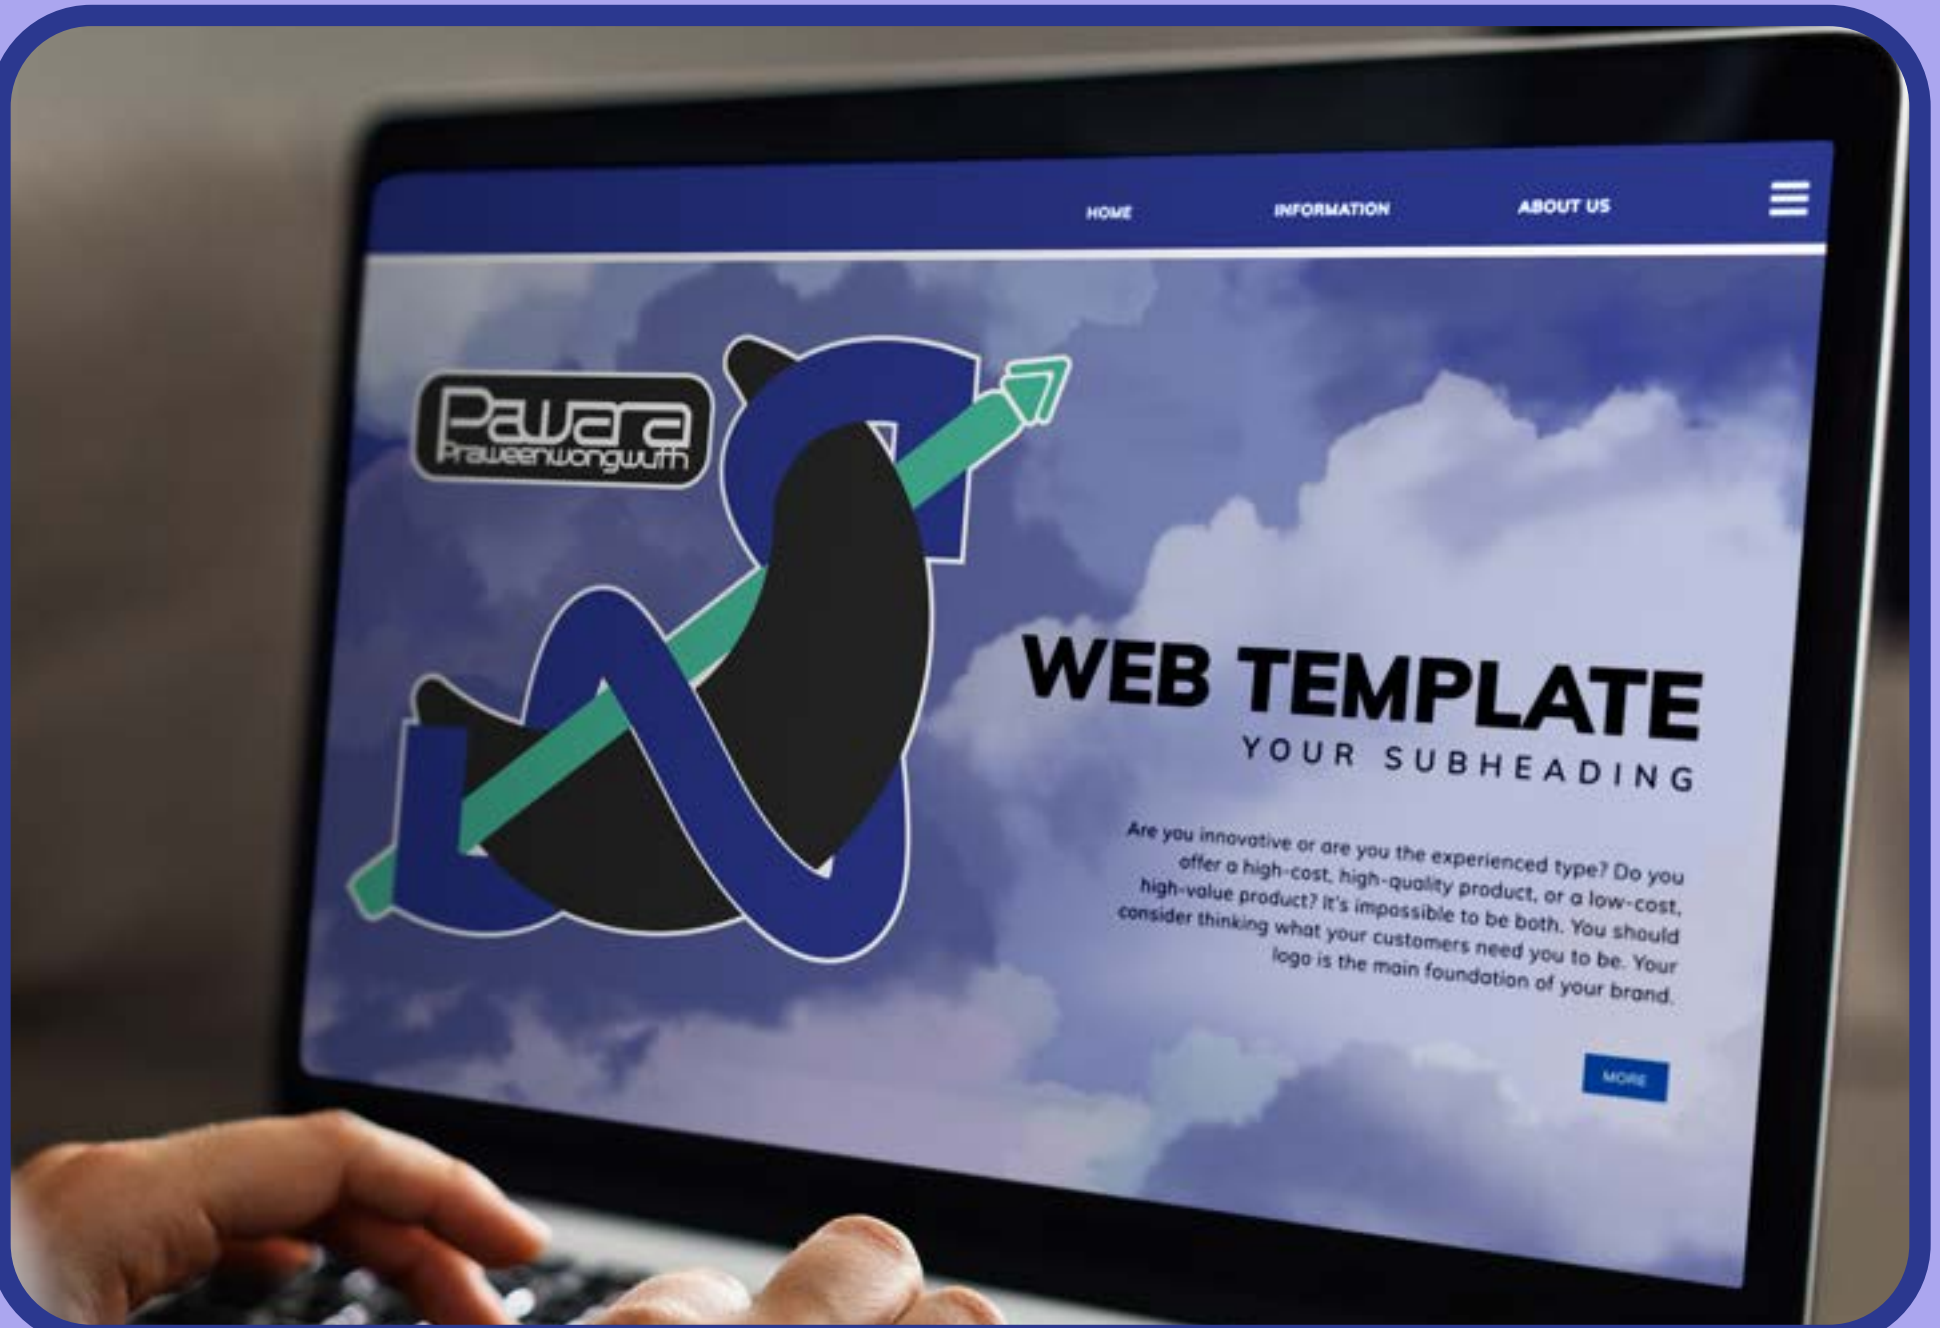 HOME
INFORMATION
ABOUT US
Pawara
Praweenwongwuth
WEB TEMPLATE
YOUR SUBHEADING
Are you innovative or are you the experienced type? Do you
offer a high-cost, high-quality product, or a low-cost,
high-value product? It's impossible to be both. You should
consider thinking what your customers need you to be. Your
logo is the main foundation of your brand.
MORE